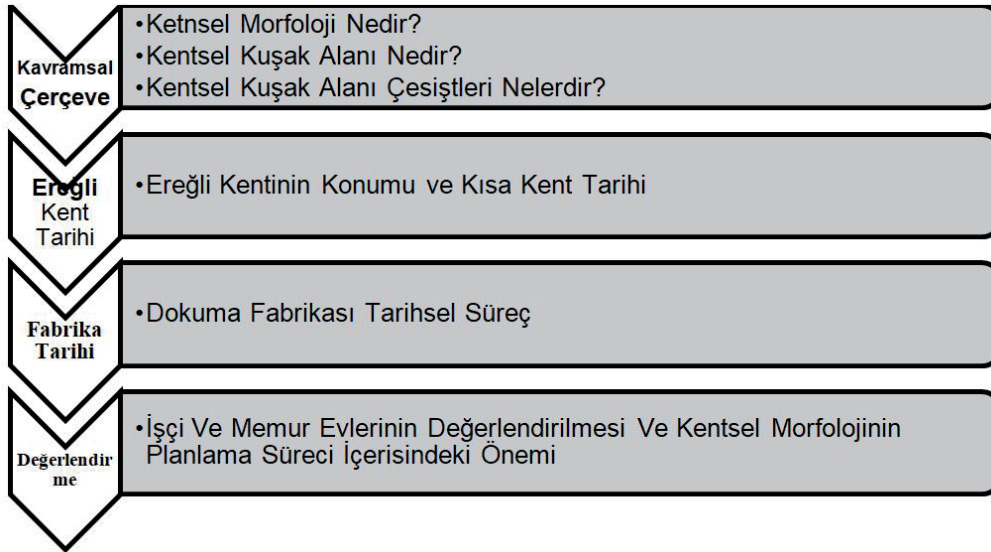 Kavramsal
Çerçeve
•Ketnsel Morfoloji Nedir?
•Kentsel Kuşak Alanı Nedir?
•Kentsel Kuşak Alanı Çesiştleri Nelerdir?
Ereğli
Kent
Tarihi
•Ereğli Kentinin Konumu ve Kısa Kent Tarihi
Fabrika
Tarihi
•Dokuma Fabrikası Tarihsel Süreç
Değerlendir
me
•İşçi Ve Memur Evlerinin Değerlendirilmesi Ve Kentsel Morfolojinin
Planlama Süreci İçerisindeki Önemi